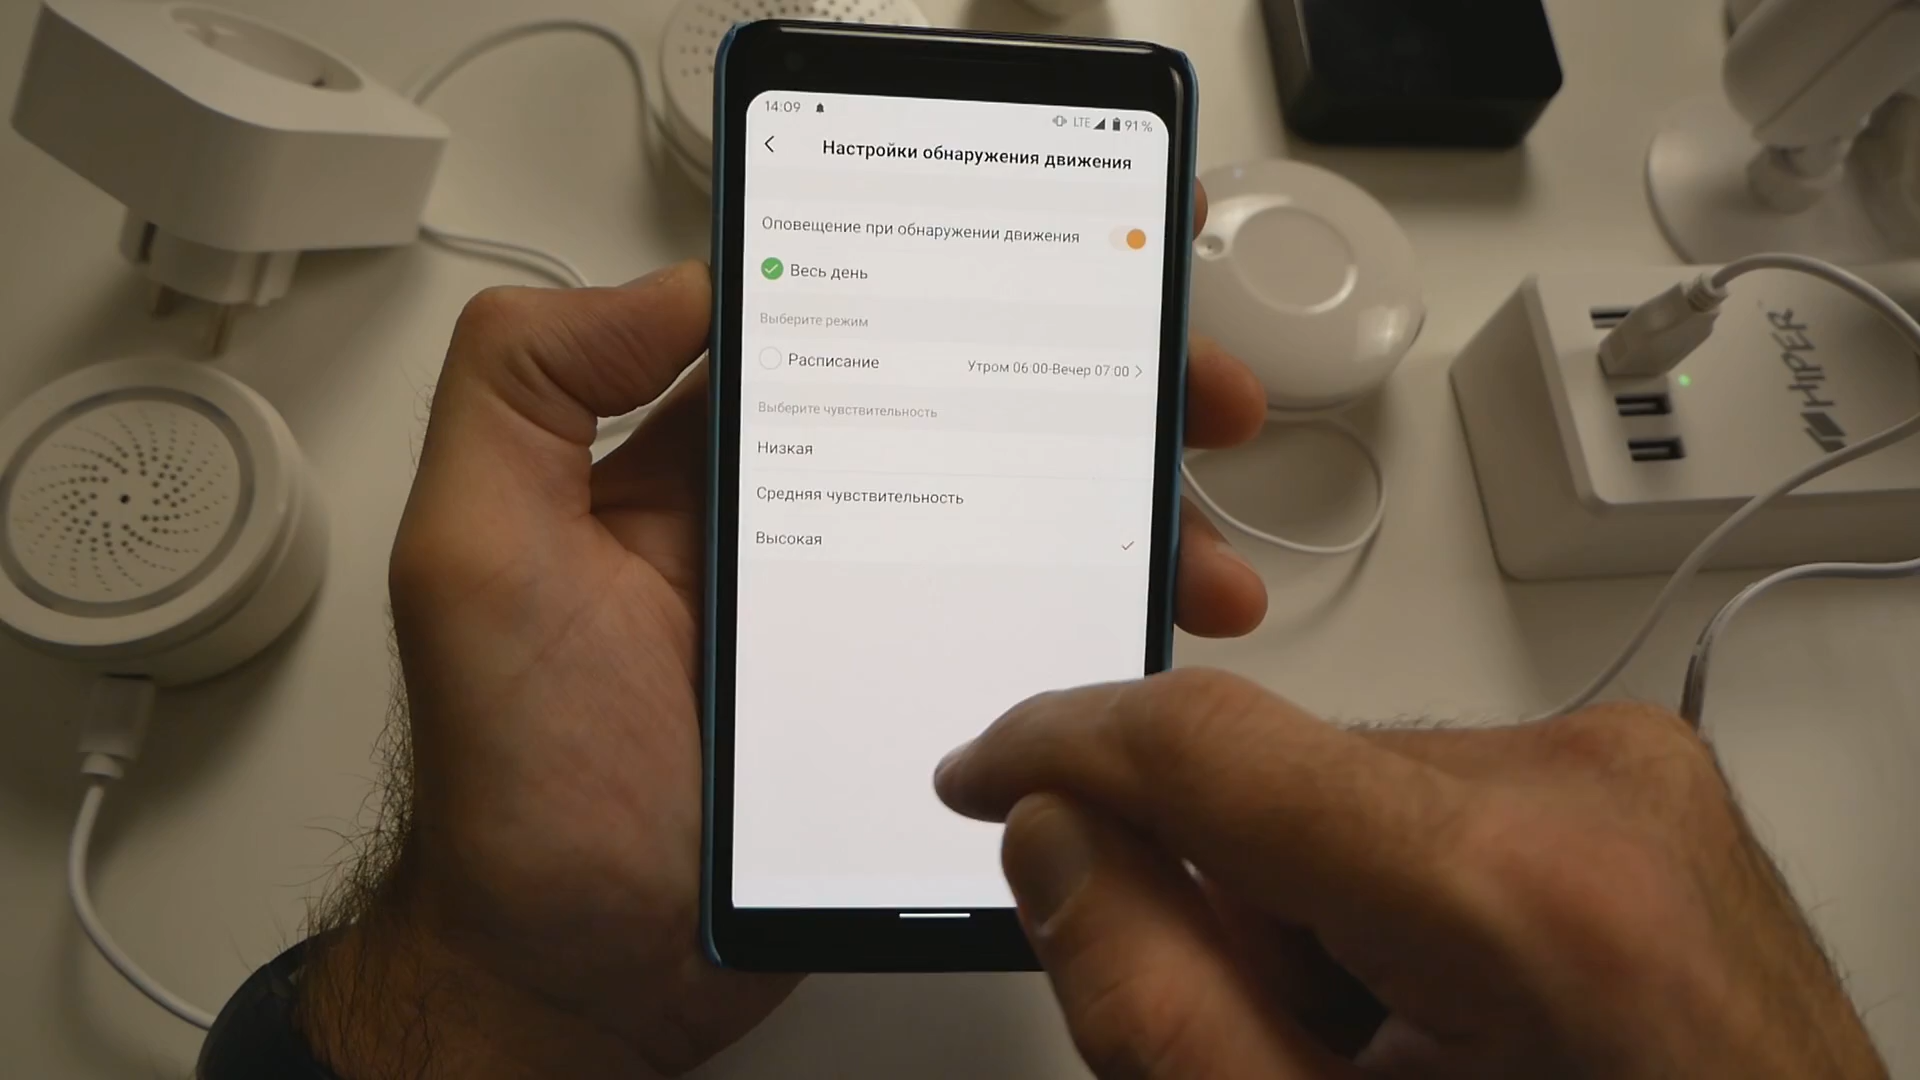 14:09
LTE 91%
Настройки обнаружения движения
Оповещение при обнаружении движения
Весь день
Выберите режим
Расписание
Утром 06:00-Вечер 07:00
Выберите чувствительность
Низкая
Средняя чувствительность
Высокая
HIPER